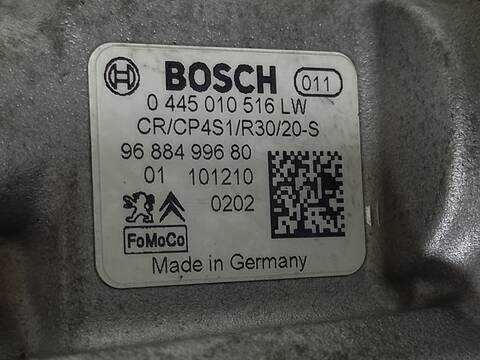 BOSCH 011
0 445 010 516 LW
CR/CP4S1/R30/20-S
96 884 996 80
01 101210
0202
FoMoCo
Made in Germany